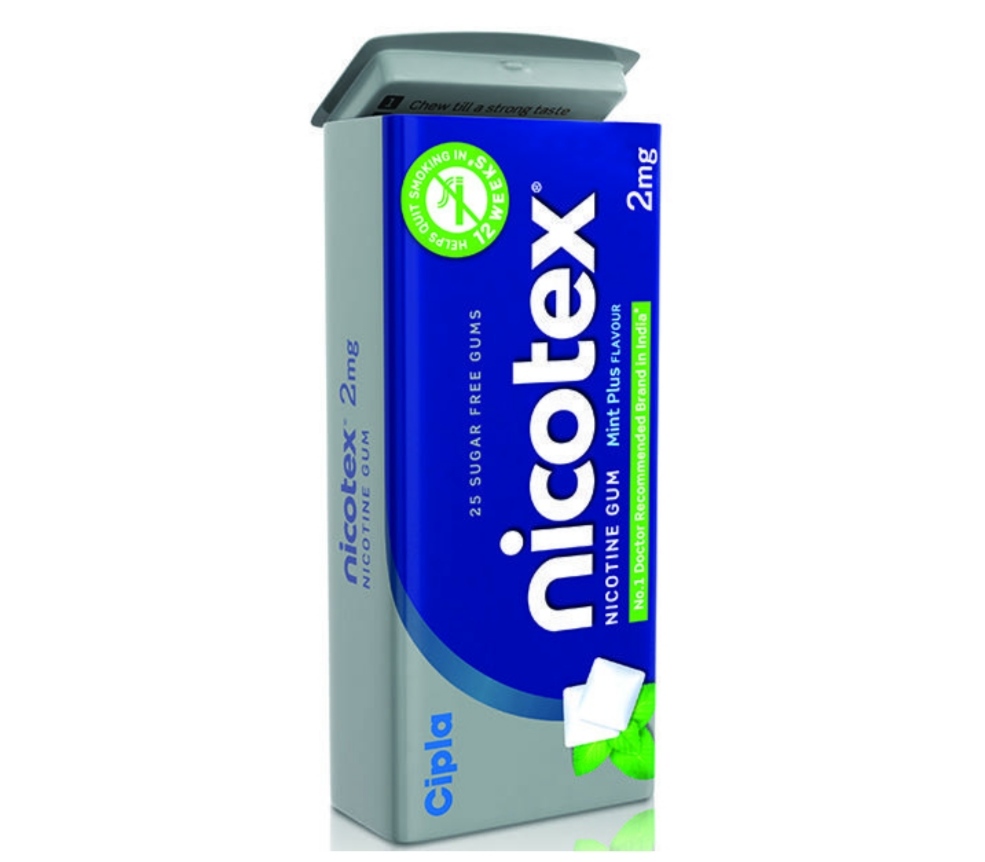 1 Chew till a strong taste
HELPS QUIT SMOKING IN 12 WEEKS*
25 SUGAR FREE GUMS
nicotex®
2mg
NICOTINE GUM Mint Plus FLAVOUR
No.1 Doctor Recommended Brand in india*
nicotex 2mg
NICOTINE GUM
Cipla